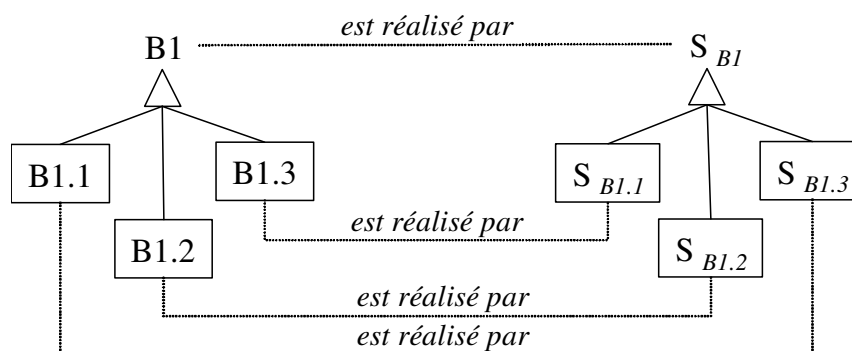 est réalisé par
B1
S B1
B1.1
B1.3
S B1.1
S B1.3
est réalisé par
B1.2
S B1.2
est réalisé par
est réalisé par